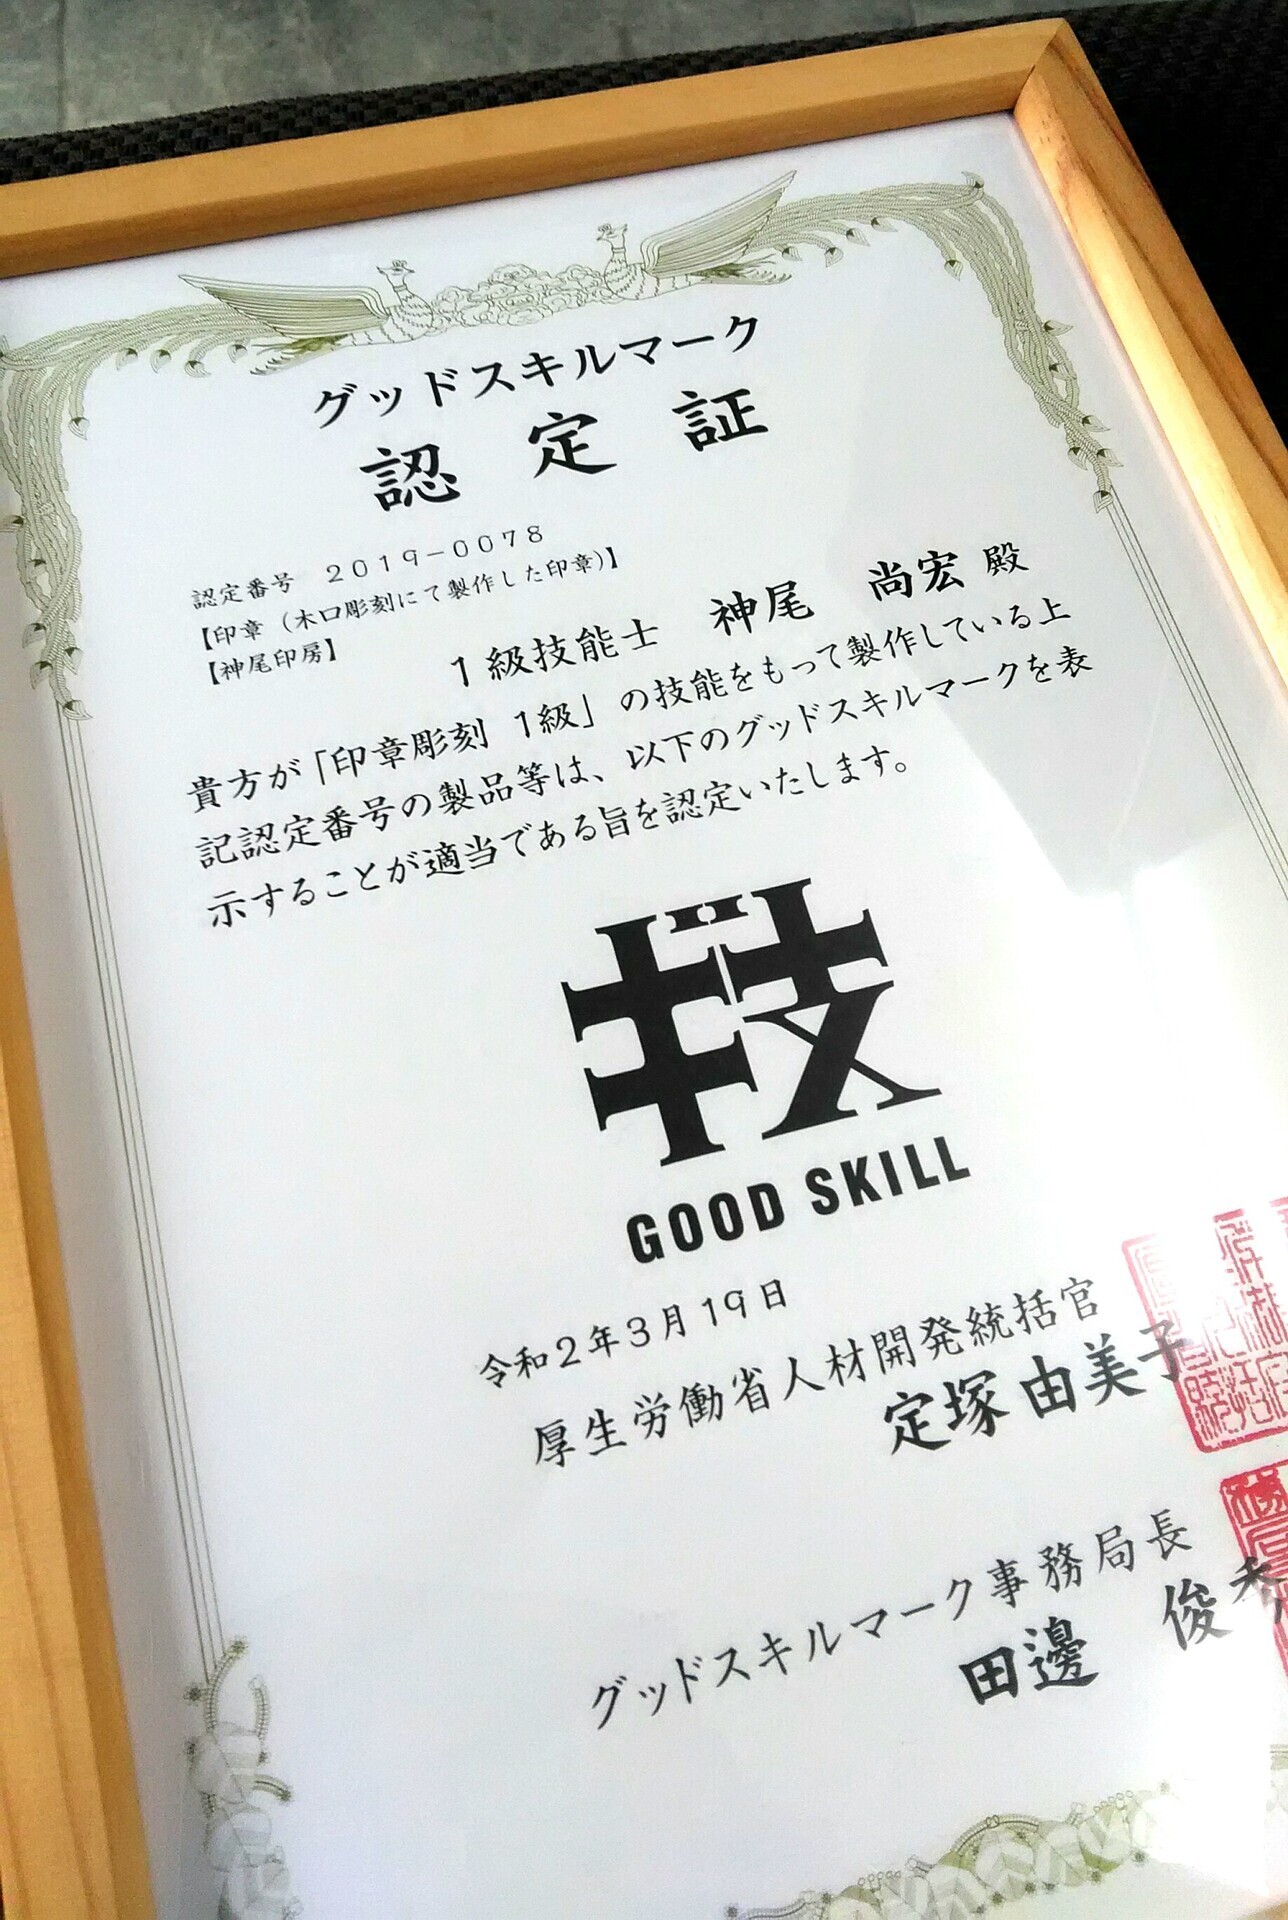 グッドスキルマーク
認定証
認定番号 2019-0078
【印章（木口彫刻にて製作した印章）】
【神尾印房】
1級技能士 神尾 尚宏 殿
貴方が「印章彫刻 1級」の技能をもって製作している上
記認定番号の製品等は、以下のグッドスキルマークを表
示することが適当である旨を認定いたします。
技
GOOD SKILL
令和2年3月19日
厚生労働省人材開発統括官
定塚 由美子
グッドスキルマーク事務局長
田邊 俊秀